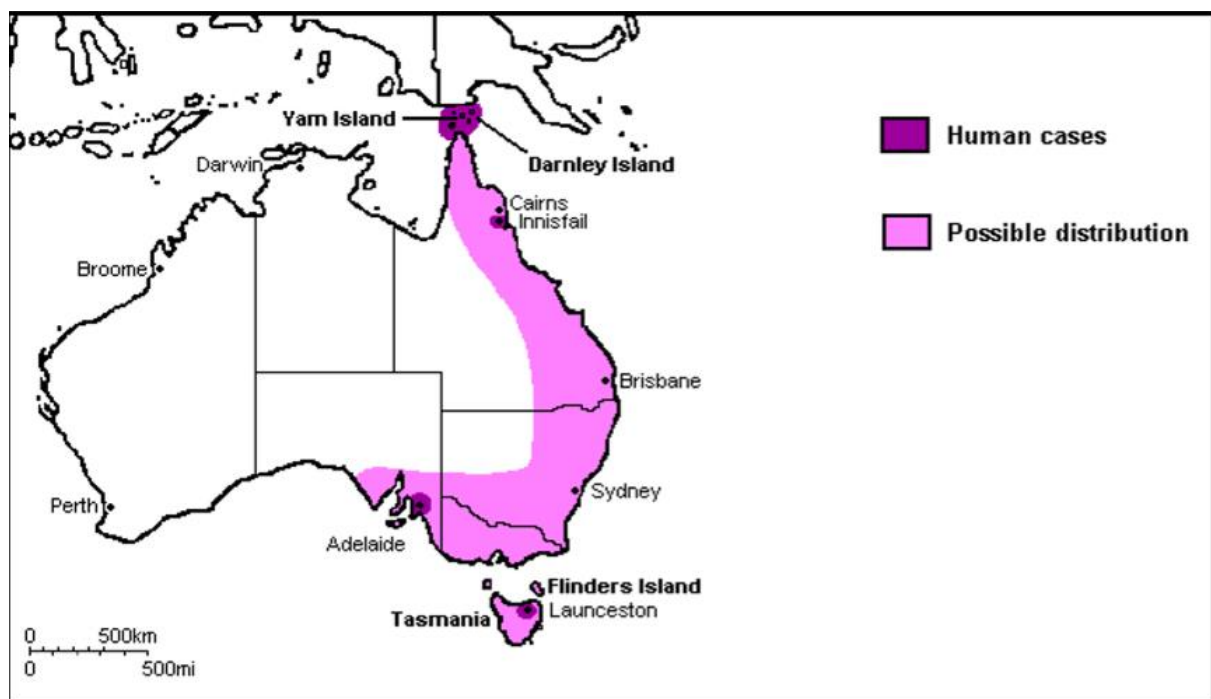 Yam Island
Darnley Island
Darwin
Cairns
Innisfail
Broome
Brisbane
Perth
Sydney
Adelaide
Flinders Island
Launceston
Tasmania
0 500km
0 500mi
Human cases
Possible distribution